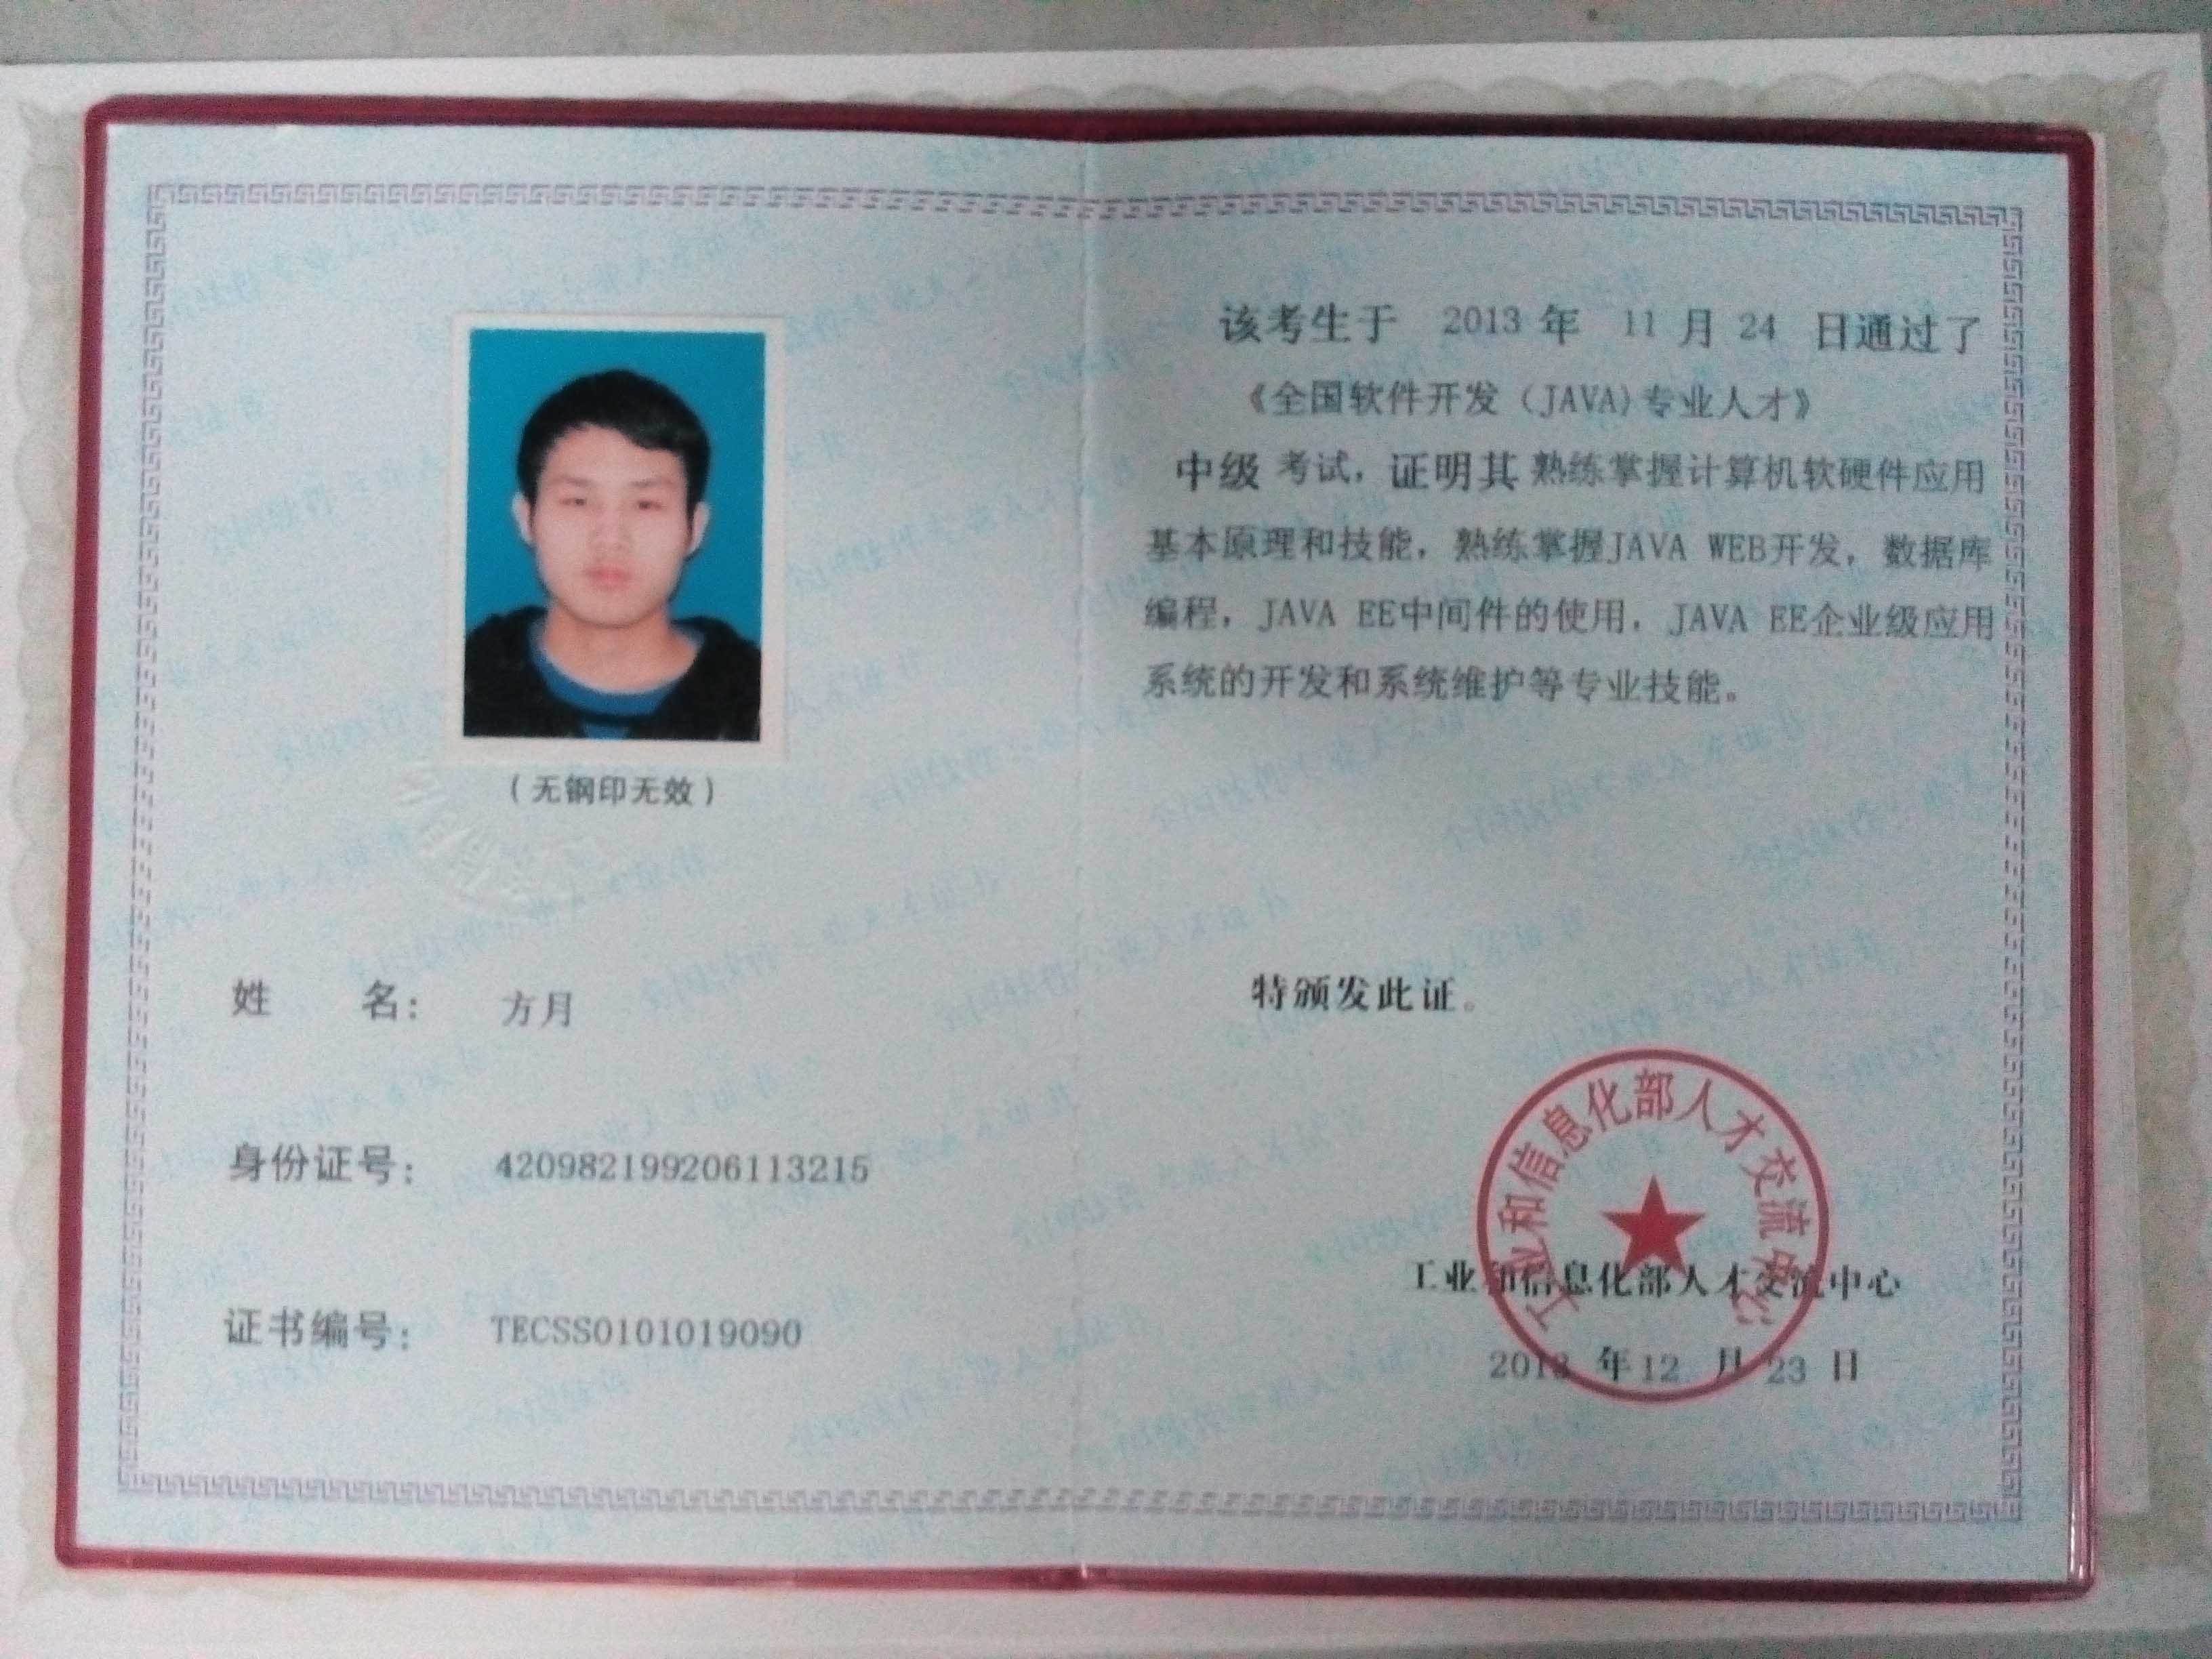 （无钢印无效）
姓 名： 方月
身份证号： 420982199206113215
证书编号： TECSS0101019090
该考生于 2013 年 11 月 24 日通过了
《全国软件开发（JAVA)专业人才》
中级 考试，证明其 熟练掌握计算机软硬件应用
基本原理和技能，熟练掌握JAVA WEB开发，数据库
编程，JAVA EE中间件的使用，JAVA EE企业级应用
系统的开发和系统维护等专业技能。
特颁发此证。
工业和信息化部人才交流中心
工业和信息化部人才交流中心
2013 年 12 月 23 日